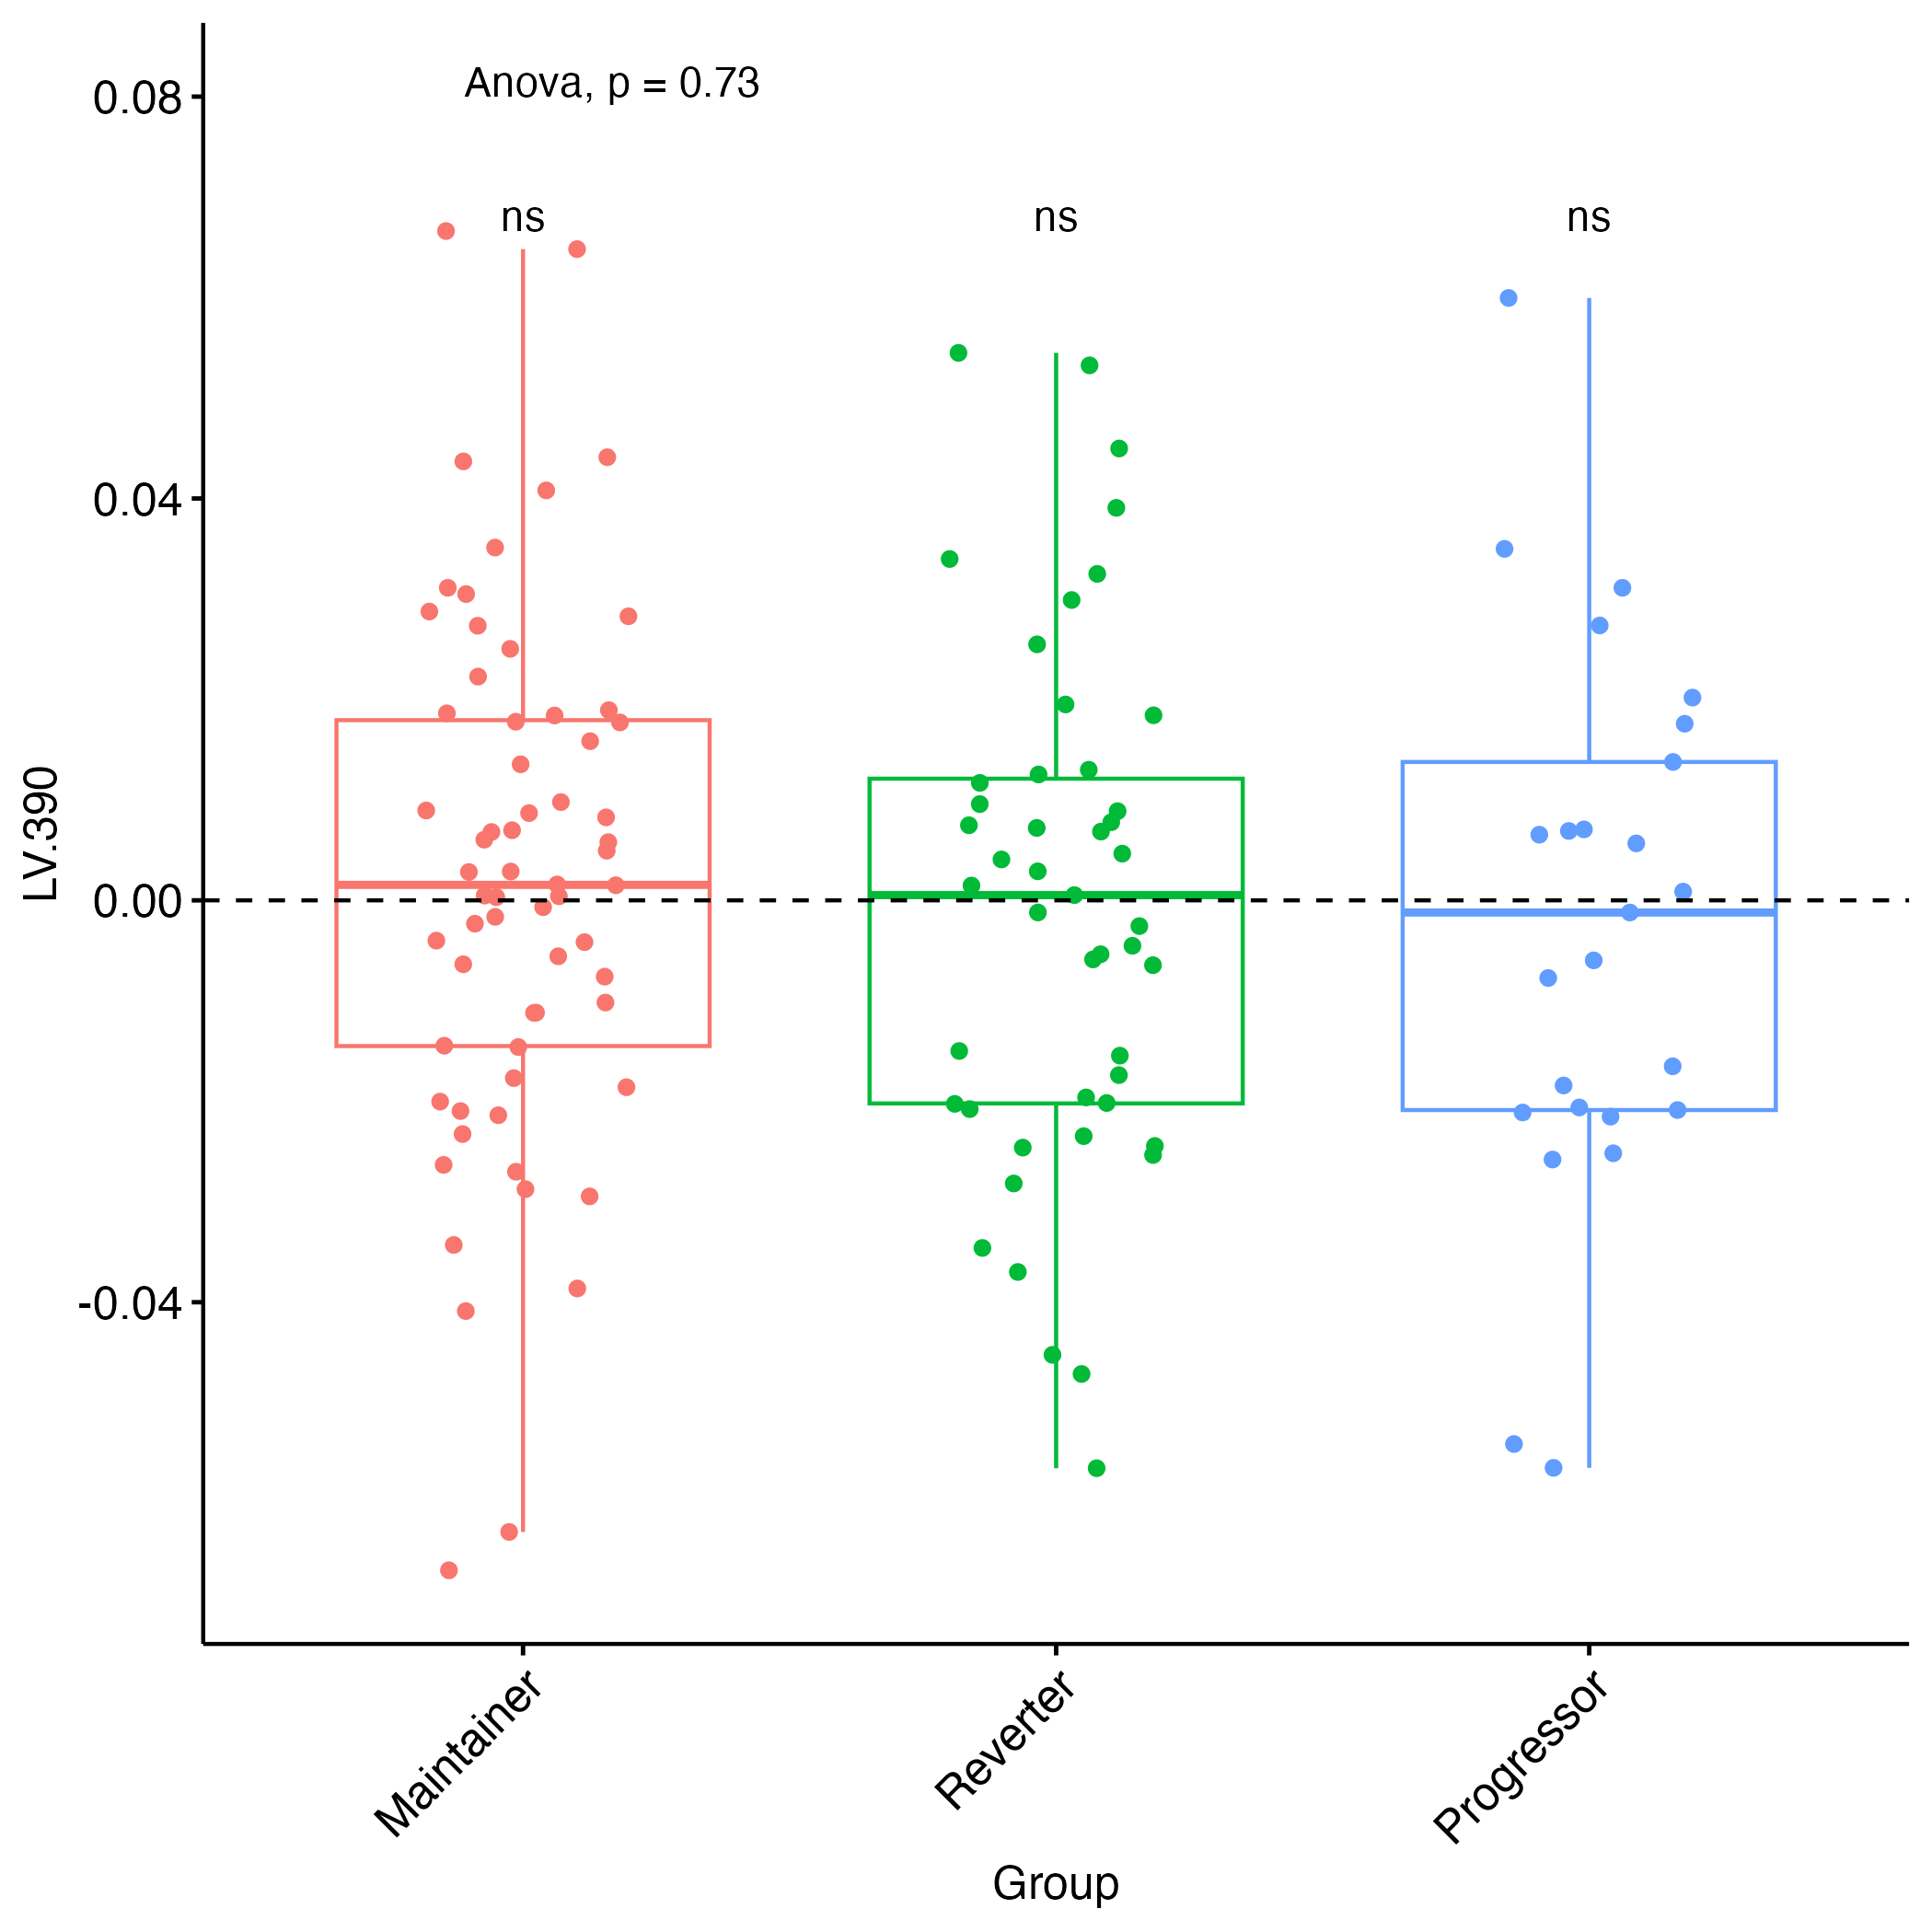 Anova, p = 0.73
0.08
ns
ns
ns
0.04
LV.390
0.00
-0.04
Maintainer
Reverter
Progressor
Group